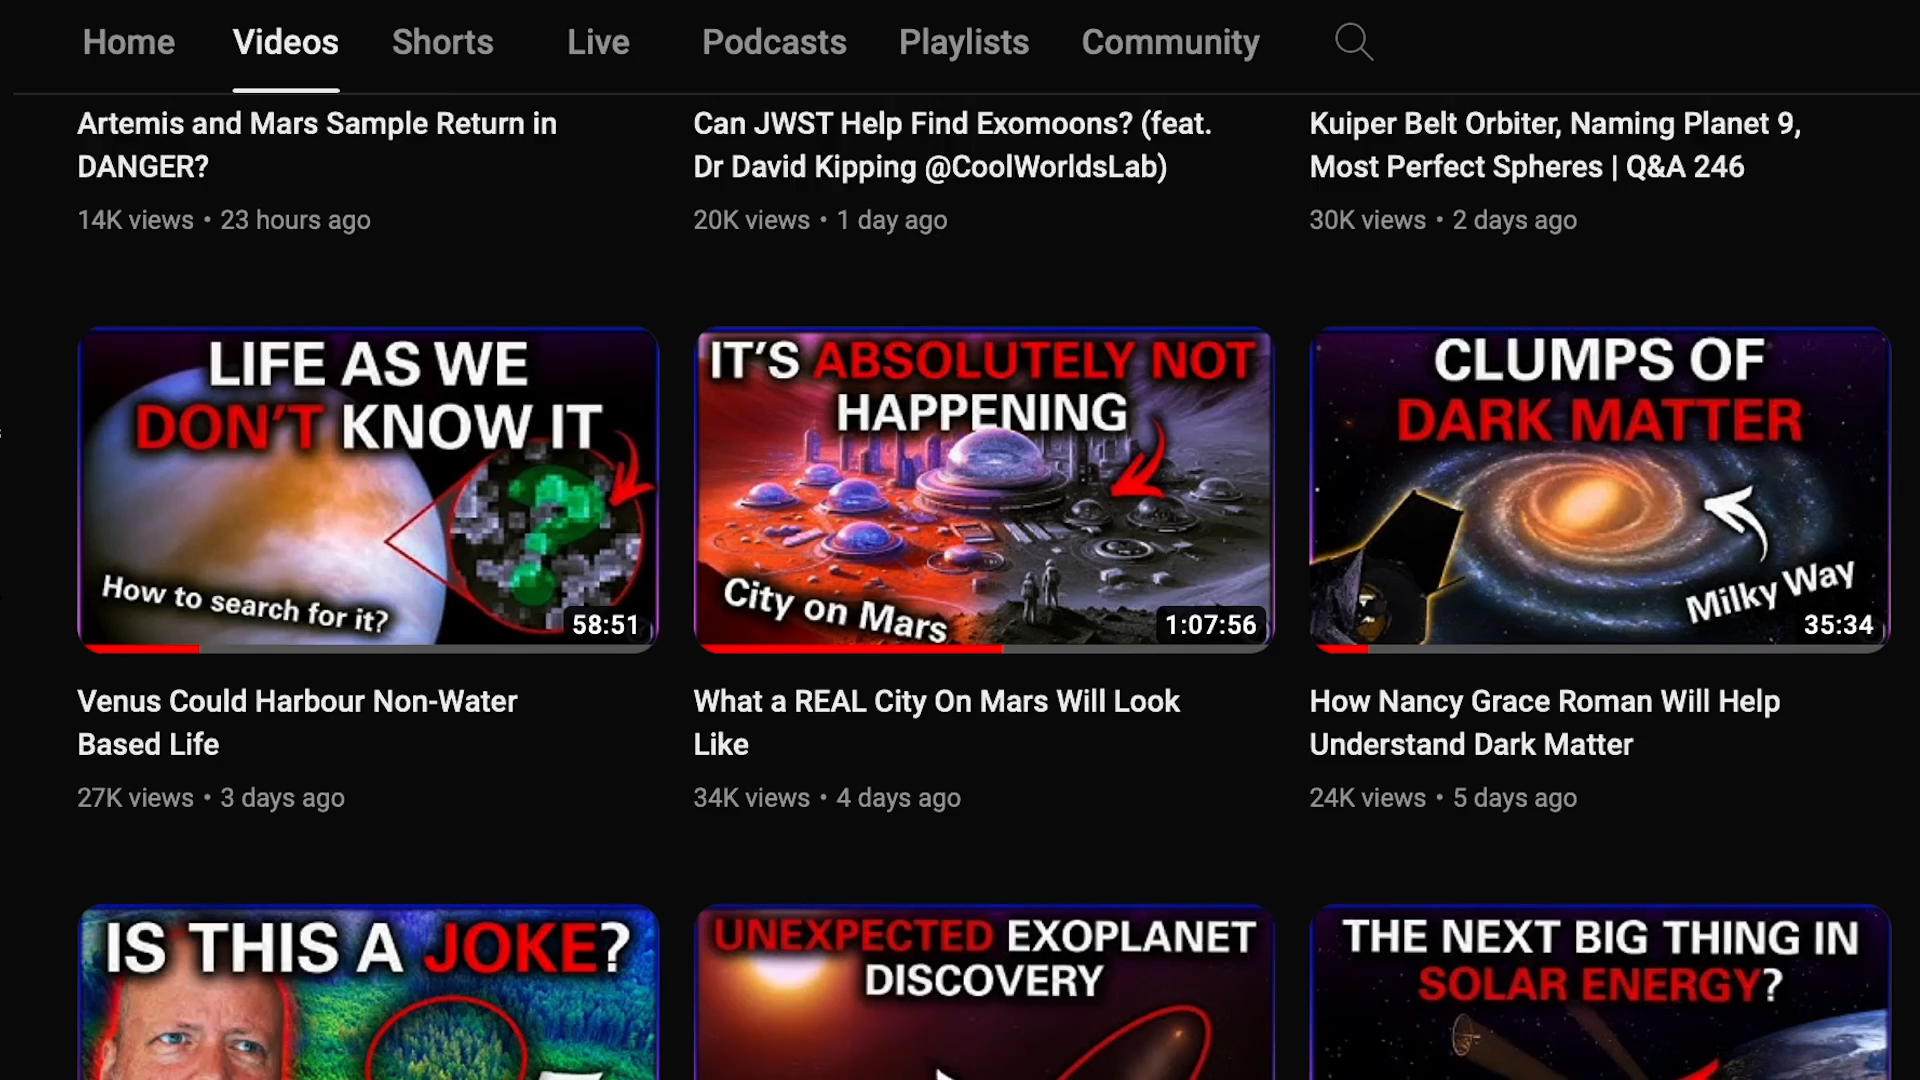 Home Videos Shorts Live Podcasts Playlists Community
Artemis and Mars Sample Return in
DANGER?
14K views • 23 hours ago
Can JWST Help Find Exomoons? (feat.
Dr David Kipping @CoolWorldsLab)
20K views • 1 day ago
Kuiper Belt Orbiter, Naming Planet 9,
Most Perfect Spheres | Q&A 246
30K views • 2 days ago
LIFE AS WE
DON'T KNOW IT
How to search for it?
58:51
Venus Could Harbour Non-Water
Based Life
27K views • 3 days ago
IT'S ABSOLUTELY NOT
HAPPENING
City on Mars
1:07:56
What a REAL City On Mars Will Look
Like
34K views • 4 days ago
CLUMPS OF
DARK MATTER
Milky Way
35:34
How Nancy Grace Roman Will Help
Understand Dark Matter
24K views • 5 days ago
IS THIS A JOKE?
UNEXPECTED EXOPLANET
DISCOVERY
THE NEXT BIG THING IN
SOLAR ENERGY?